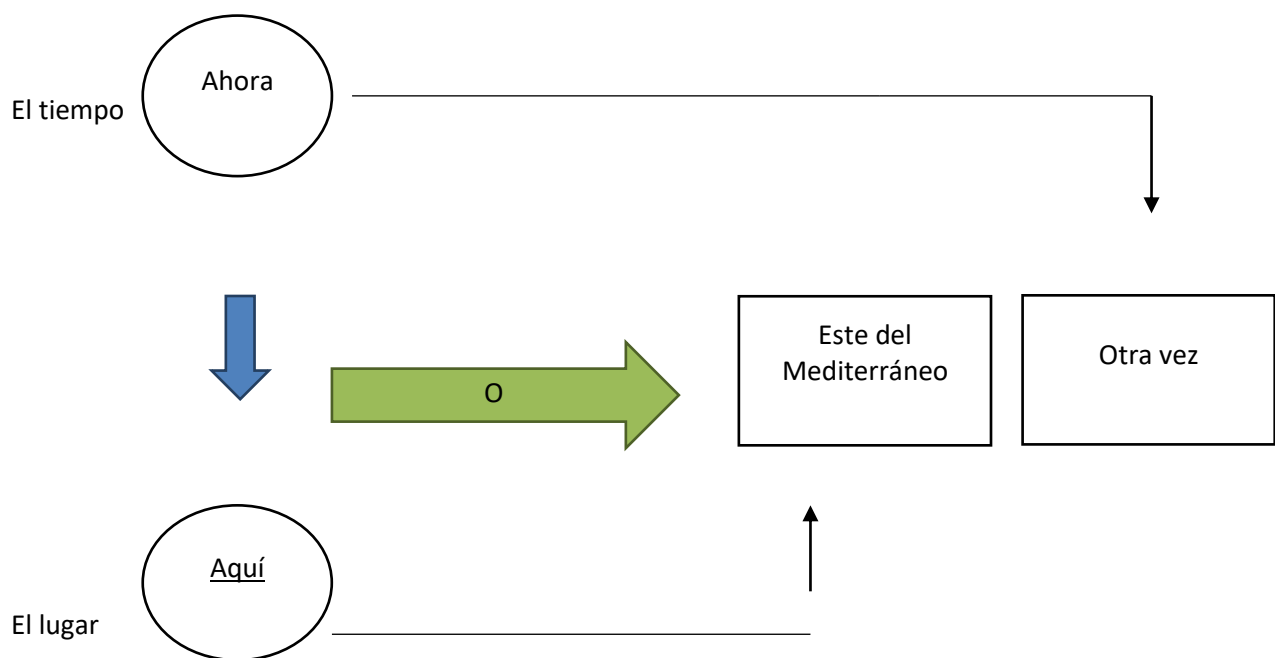 Ahora
El tiempo
Este del
Mediterráneo
Otra vez
O
Aquí
El lugar